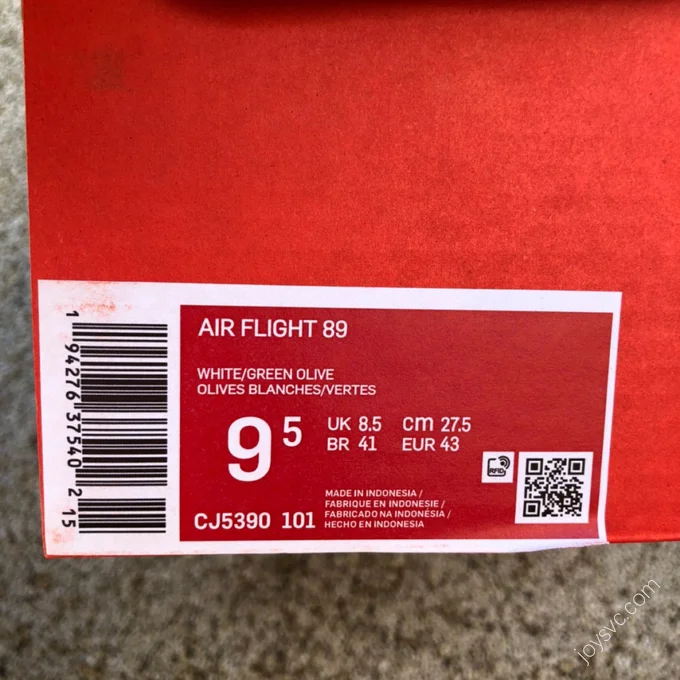 AIR FLIGHT 89
WHITE/GREEN OLIVE
OLIVES BLANCHES/VERTES
9 5
UK 8.5 cm 27.5
BR 41 EUR 43
RFID
CJ5390 101
MADE IN INDONESIA /
FABRIQUE EN INDONESIE /
FABRICADO NA INDONÉSIA /
HECHO EN INDONESIA
1 94276 37540 2 15
joysvc.com